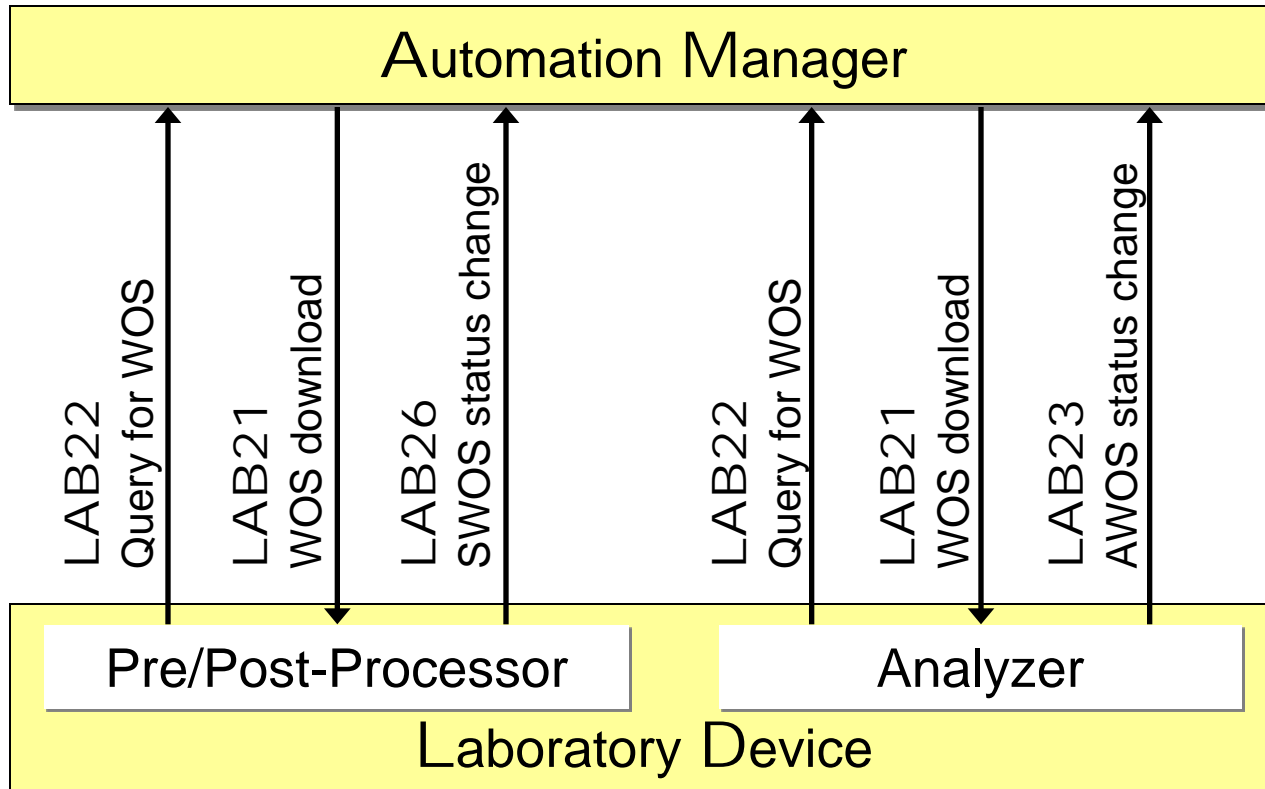 Automation Manager
LAB22
Query for WOS
LAB21
WOS download
LAB26
SWOS status change
LAB22
Query for WOS
LAB21
WOS download
LAB23
AWOS status change
Pre/Post-Processor
Analyzer
Laboratory Device